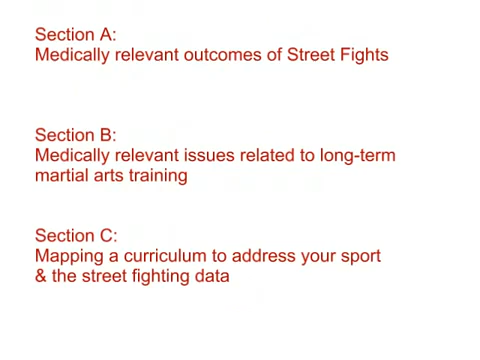 Section A:
Medically relevant outcomes of Street Fights
Section B:
Medically relevant issues related to long-term
martial arts training
Section C:
Mapping a curriculum to address your sport
& the street fighting data